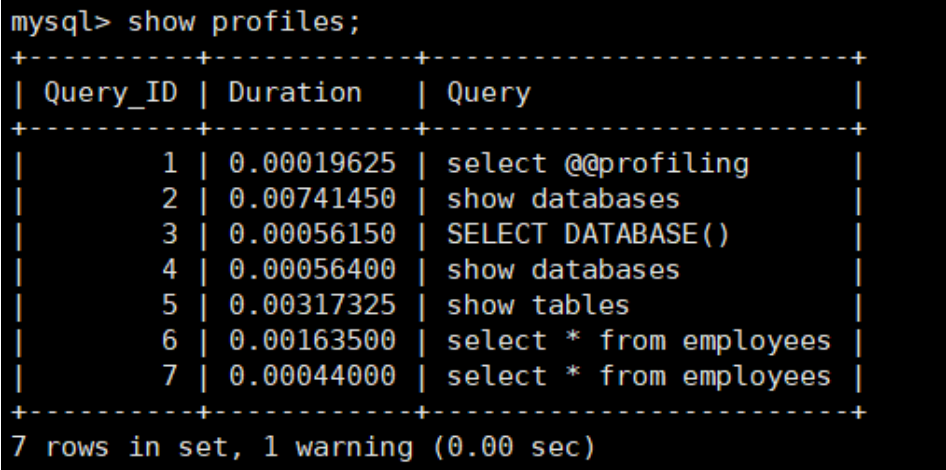 mysql> show profiles;
+----------+------------+-------------------------+
| Query_ID | Duration   | Query                   |
+----------+------------+-------------------------+
|        1 | 0.00019625 | select @@profiling      |
|        2 | 0.00741450 | show databases          |
|        3 | 0.00056150 | SELECT DATABASE()       |
|        4 | 0.00056400 | show databases          |
|        5 | 0.00317325 | show tables             |
|        6 | 0.00163500 | select * from employees |
|        7 | 0.00044000 | select * from employees |
+----------+------------+-------------------------+
7 rows in set, 1 warning (0.00 sec)